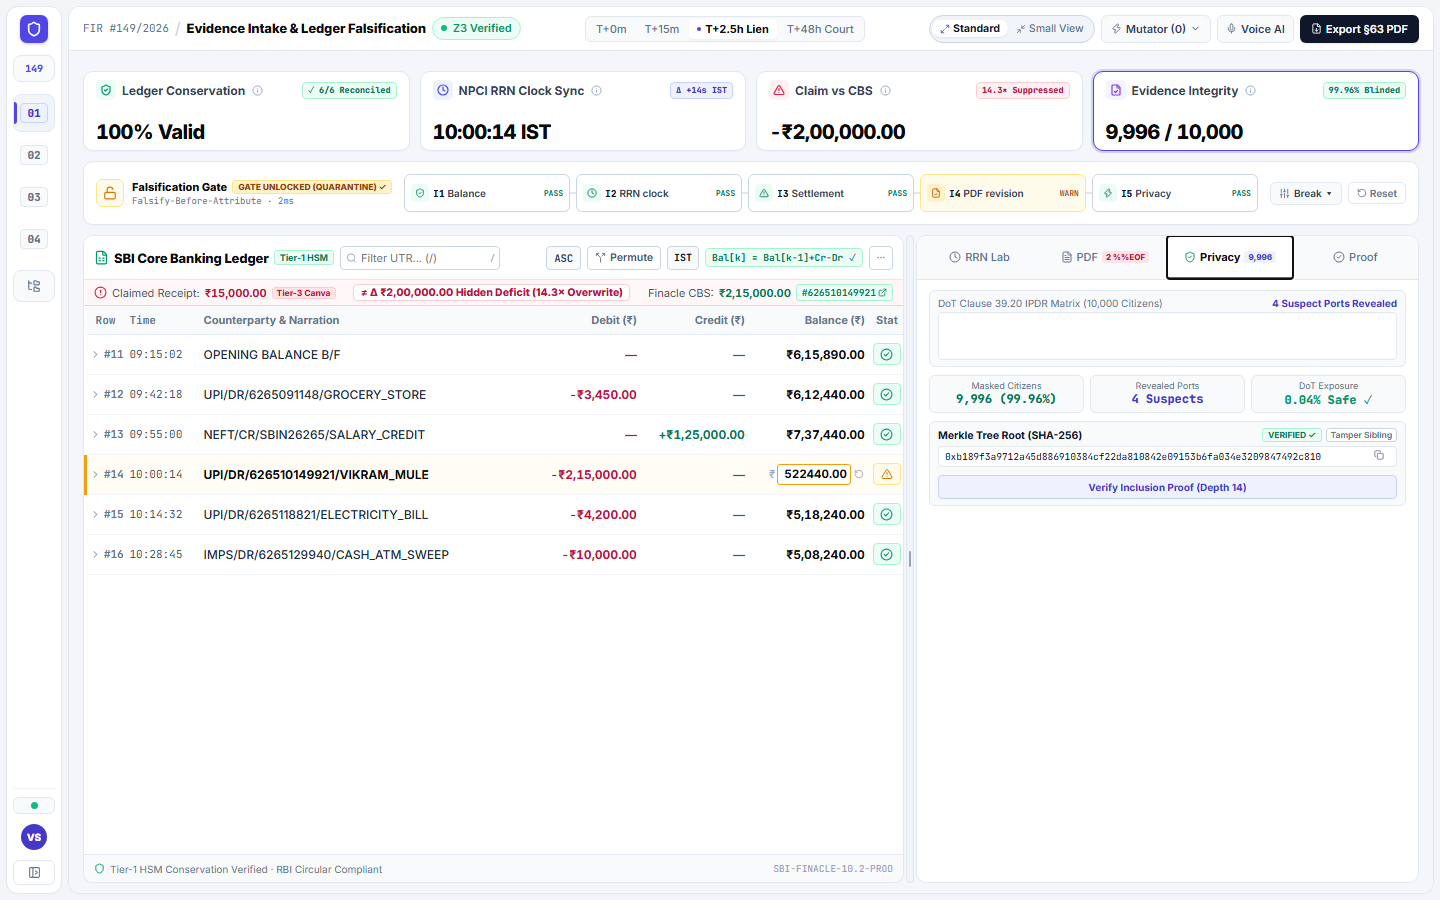 FIR #149/2026 / Evidence Intake & Ledger Falsification Z3 Verified T+0m T+15m • T+2.5h Lien T+48h Court Standard Small View Mutator (0) Voice AI Export §63 PDF
149
01
02
03
04
VS
Ledger Conservation ✓ 6/6 Reconciled
100% Valid
NPCI RRN Clock Sync Δ +14s IST
10:00:14 IST
Claim vs CBS 14.3× Suppressed
-₹2,00,000.00
Evidence Integrity 99.96% Blinded
9,996 / 10,000
Falsification Gate GATE UNLOCKED (QUARANTINE) ✓
Falsify-Before-Attribute · 2ms
I1 Balance PASS
I2 RRN clock PASS
I3 Settlement PASS
I4 PDF revision WARN
I5 Privacy PASS
Break ▾ Reset
SBI Core Banking Ledger Tier-1 HSM Filter UTR... (/) / ASC Permute IST Bal[k] = Bal[k-1]+Cr-Dr ✓ ...
Claimed Receipt: ₹15,000.00 Tier-3 Canva ≠ Δ ₹2,00,000.00 Hidden Deficit (14.3× Overwrite) Finacle CBS: ₹2,15,000.00 #626510149921
Row Time Counterparty & Narration Debit (₹) Credit (₹) Balance (₹) Stat
#11 09:15:02 OPENING BALANCE B/F — — ₹6,15,890.00
#12 09:42:18 UPI/DR/6265091148/GROCERY_STORE -₹3,450.00 — ₹6,12,440.00
#13 09:55:00 NEFT/CR/SBIN26265/SALARY_CREDIT — +₹1,25,000.00 ₹7,37,440.00
#14 10:00:14 UPI/DR/626510149921/VIKRAM_MULE -₹2,15,000.00 — ₹ 522440.00
#15 10:14:32 UPI/DR/6265118821/ELECTRICITY_BILL -₹4,200.00 — ₹5,18,240.00
#16 10:28:45 IMPS/DR/6265129940/CASH_ATM_SWEEP -₹10,000.00 — ₹5,08,240.00
Tier-1 HSM Conservation Verified · RBI Circular Compliant SBI-FINACLE-10.2-PROD
RRN Lab PDF 2 %%EOF Privacy 9,996 Proof
DoT Clause 39.20 IPDR Matrix (10,000 Citizens) 4 Suspect Ports Revealed
Masked Citizens
9,996 (99.96%)
Revealed Ports
4 Suspects
DoT Exposure
0.04% Safe ✓
Merkle Tree Root (SHA-256) VERIFIED ✓ Tamper Sibling
0xb189f3a9712a45d886910384cf22da810842e09153b6fa034e3209847492c810
Verify Inclusion Proof (Depth 14)